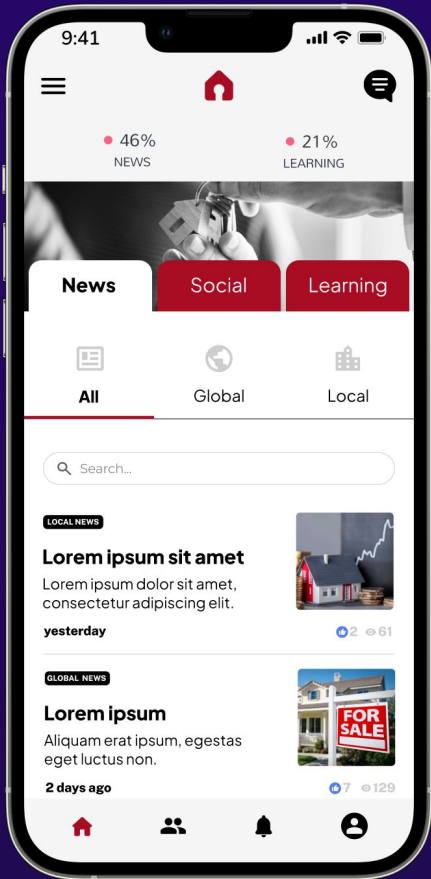 9:41
46%
NEWS
21%
LEARNING
News
Social
Learning
All
Global
Local
Search...
LOCAL NEWS
Lorem ipsum sit amet
Lorem ipsum dolor sit amet,
consectetur adipiscing elit.
yesterday
2
61
GLOBAL NEWS
Lorem ipsum
Aliquam erat ipsum, egestas
eget luctus non.
2 days ago
7
129
FOR
SALE